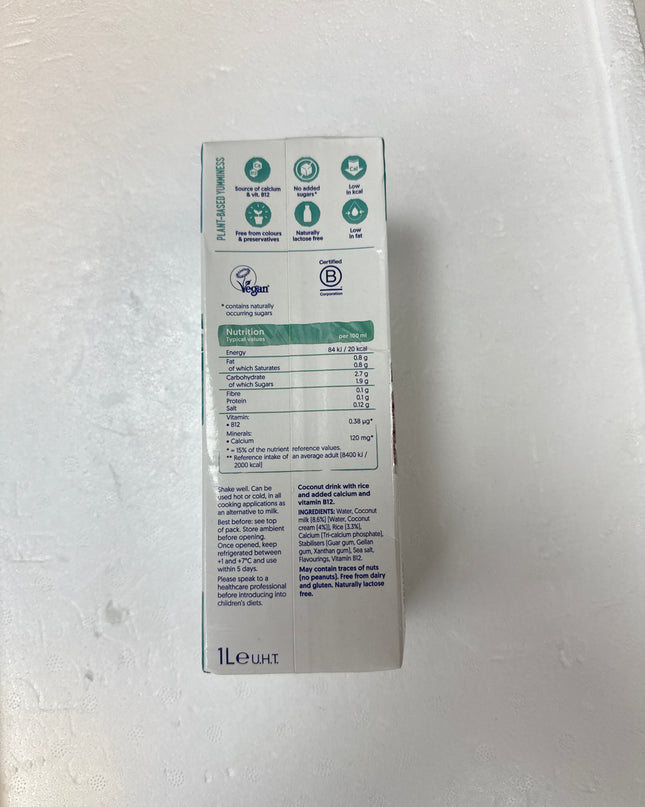 PLANT-BASED YUMMINESS
Source of calcium
& vit. B12
No added
sugars*
Cal
Low
in kcal
Free from colours
& preservatives
Naturally
lactose free
Low
in fat
Vegan
Certified
B
Corporation
* contains naturally
occurring sugars
Nutrition
Typical values per 100 ml
Energy 84 kJ / 20 kcal
Fat 0.8 g
of which Saturates 0.8 g
Carbohydrate 2.7 g
of which Sugars 1.9 g
Fibre 0.1 g
Protein 0.1 g
Salt 0.12 g
Vitamin:
• B12 0.38 µg*
Minerals:
• Calcium 120 mg*
* = 15% of the nutrient reference values.
** Reference intake of an average adult (8400 kJ /
2000 kcal)
Shake well. Can be
used hot or cold, in all
cooking applications as
an alternative to milk.
Best before: see top
of pack. Store ambient
before opening.
Once opened, keep
refrigerated between
+1 and +7°C and use
within 5 days.
Please speak to a
healthcare professional
before introducing into
children's diets.
Coconut drink with rice
and added calcium and
vitamin B12.
INGREDIENTS: Water, Coconut
milk (8.6%) (Water, Coconut
cream (4%)), Rice (3.3%),
Calcium (Tri-calcium phosphate),
Stabilisers (Guar gum, Gellan
gum, Xanthan gum), Sea salt,
Flavourings, Vitamin B12.
May contain traces of nuts
(no peanuts). Free from dairy
and gluten. Naturally lactose
free.
1L e U.H.T.